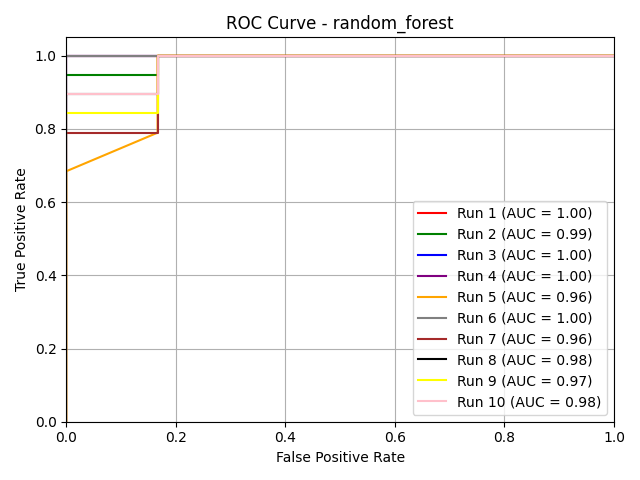 ROC Curve - random_forest
True Positive Rate
1.0
0.8
0.6
0.4
0.2
0.0
Run 1 (AUC = 1.00)
Run 2 (AUC = 0.99)
Run 3 (AUC = 1.00)
Run 4 (AUC = 1.00)
Run 5 (AUC = 0.96)
Run 6 (AUC = 1.00)
Run 7 (AUC = 0.96)
Run 8 (AUC = 0.98)
Run 9 (AUC = 0.97)
Run 10 (AUC = 0.98)
0.0 0.2 0.4 0.6 0.8 1.0
False Positive Rate